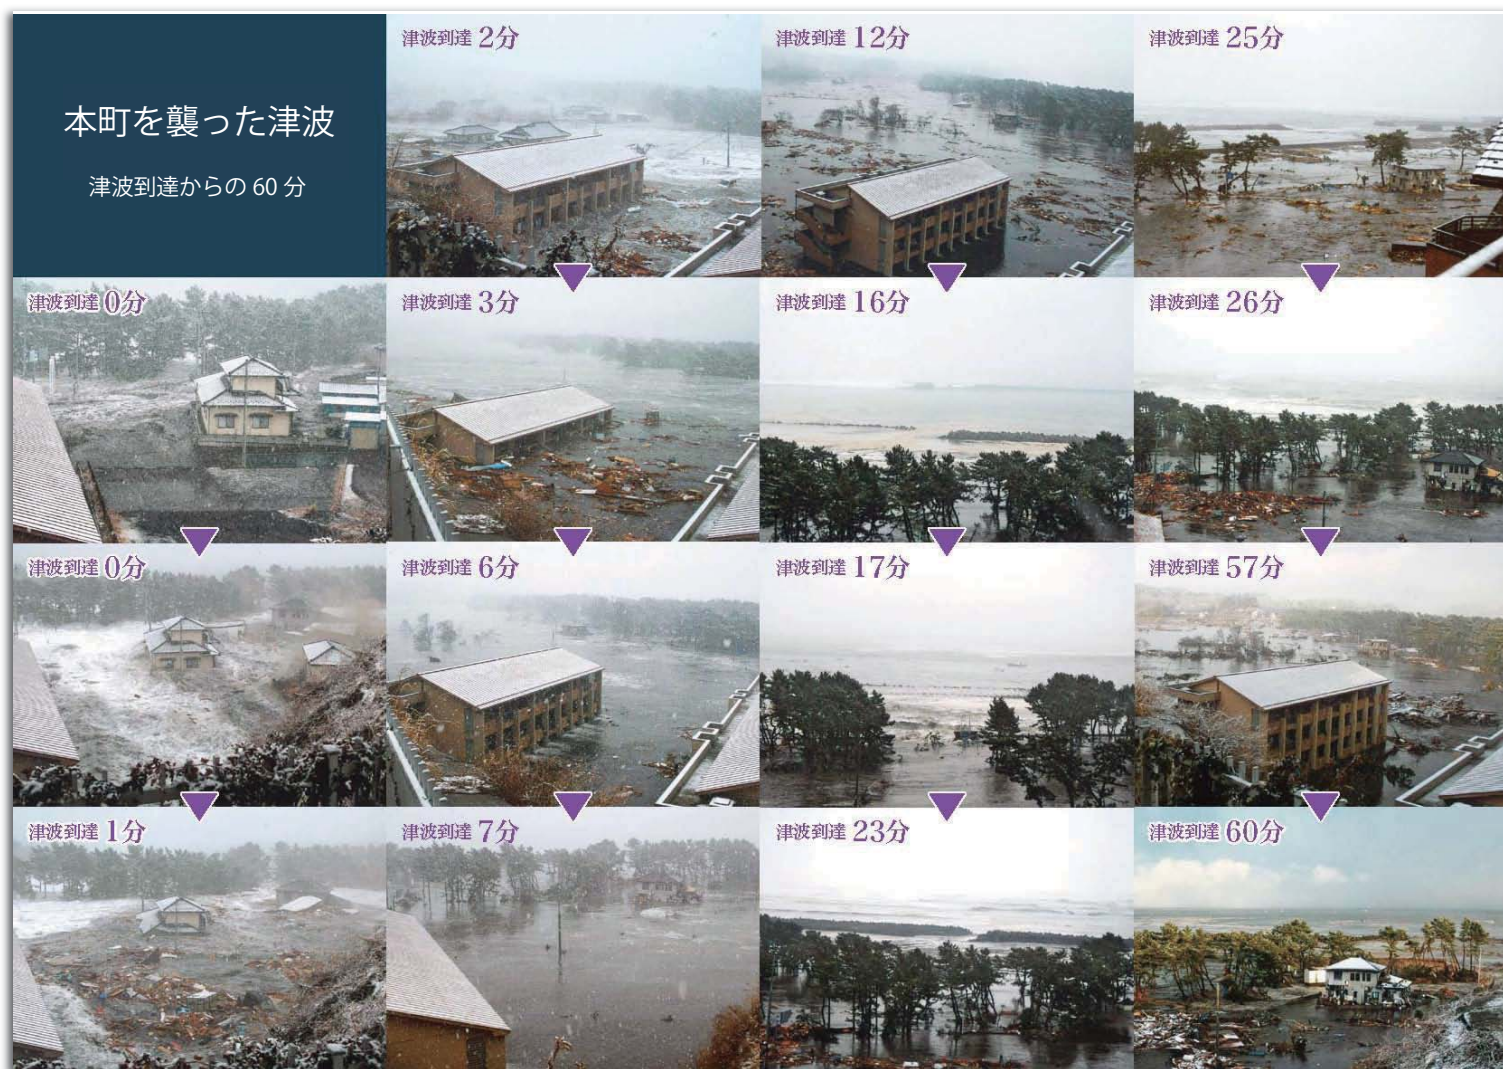 本町を襲った津波
津波到達からの 60 分
津波到達 0分
津波到達 0分
津波到達 1分
津波到達 2分
津波到達 3分
津波到達 6分
津波到達 7分
津波到達 12分
津波到達 16分
津波到達 17分
津波到達 23分
津波到達 25分
津波到達 26分
津波到達 57分
津波到達 60分